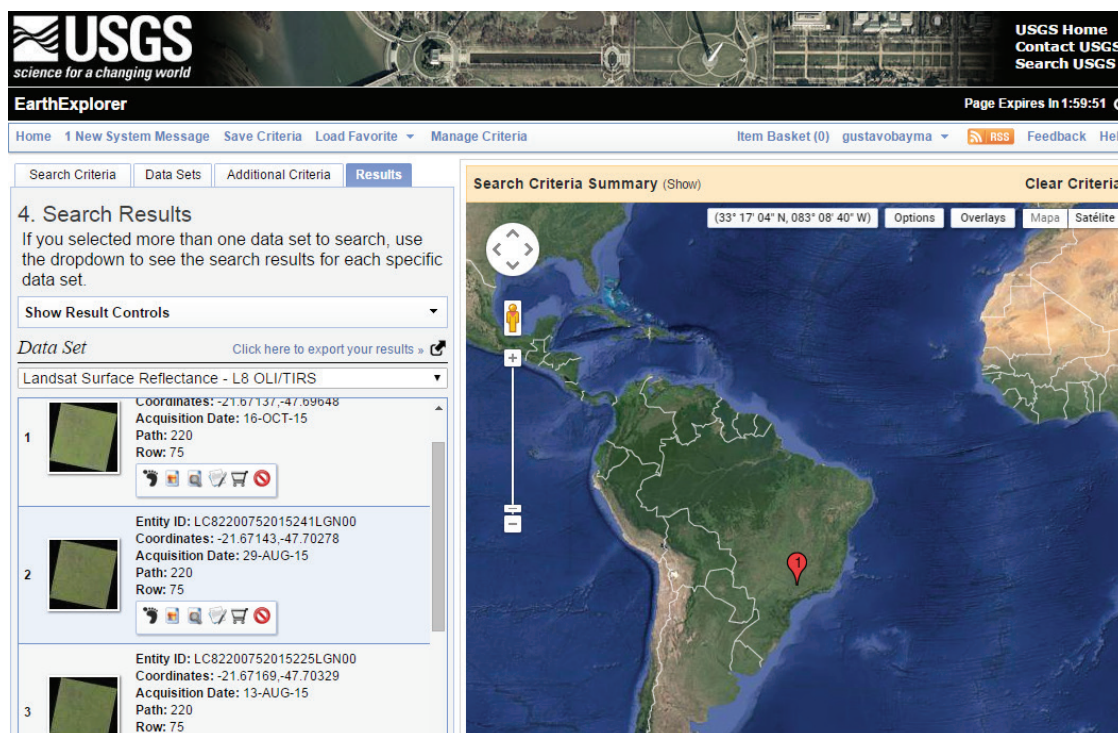 USGS
science for a changing world
USGS Home
Contact USGS
Search USGS
EarthExplorer
Page Expires In 1:59:51
Home 1 New System Message Save Criteria Load Favorite Manage Criteria
Item Basket (0) gustavobayma RSS Feedback Hel
Search Criteria Data Sets Additional Criteria Results
4. Search Results
If you selected more than one data set to search, use
the dropdown to see the search results for each specific
data set.
Show Result Controls
Data Set Click here to export your results »
Landsat Surface Reflectance - L8 OLI/TIRS
1
Coordinates: -21.67137,-47.69648
Acquisition Date: 16-OCT-15
Path: 220
Row: 75
2
Entity ID: LC82200752015241LGN00
Coordinates: -21.67143,-47.70278
Acquisition Date: 29-AUG-15
Path: 220
Row: 75
3
Entity ID: LC82200752015225LGN00
Coordinates: -21.67169,-47.70329
Acquisition Date: 13-AUG-15
Path: 220
Row: 75
Search Criteria Summary (Show) Clear Criteria
(33° 17' 04" N, 083° 08' 40" W) Options Overlays Mapa Satélite
1